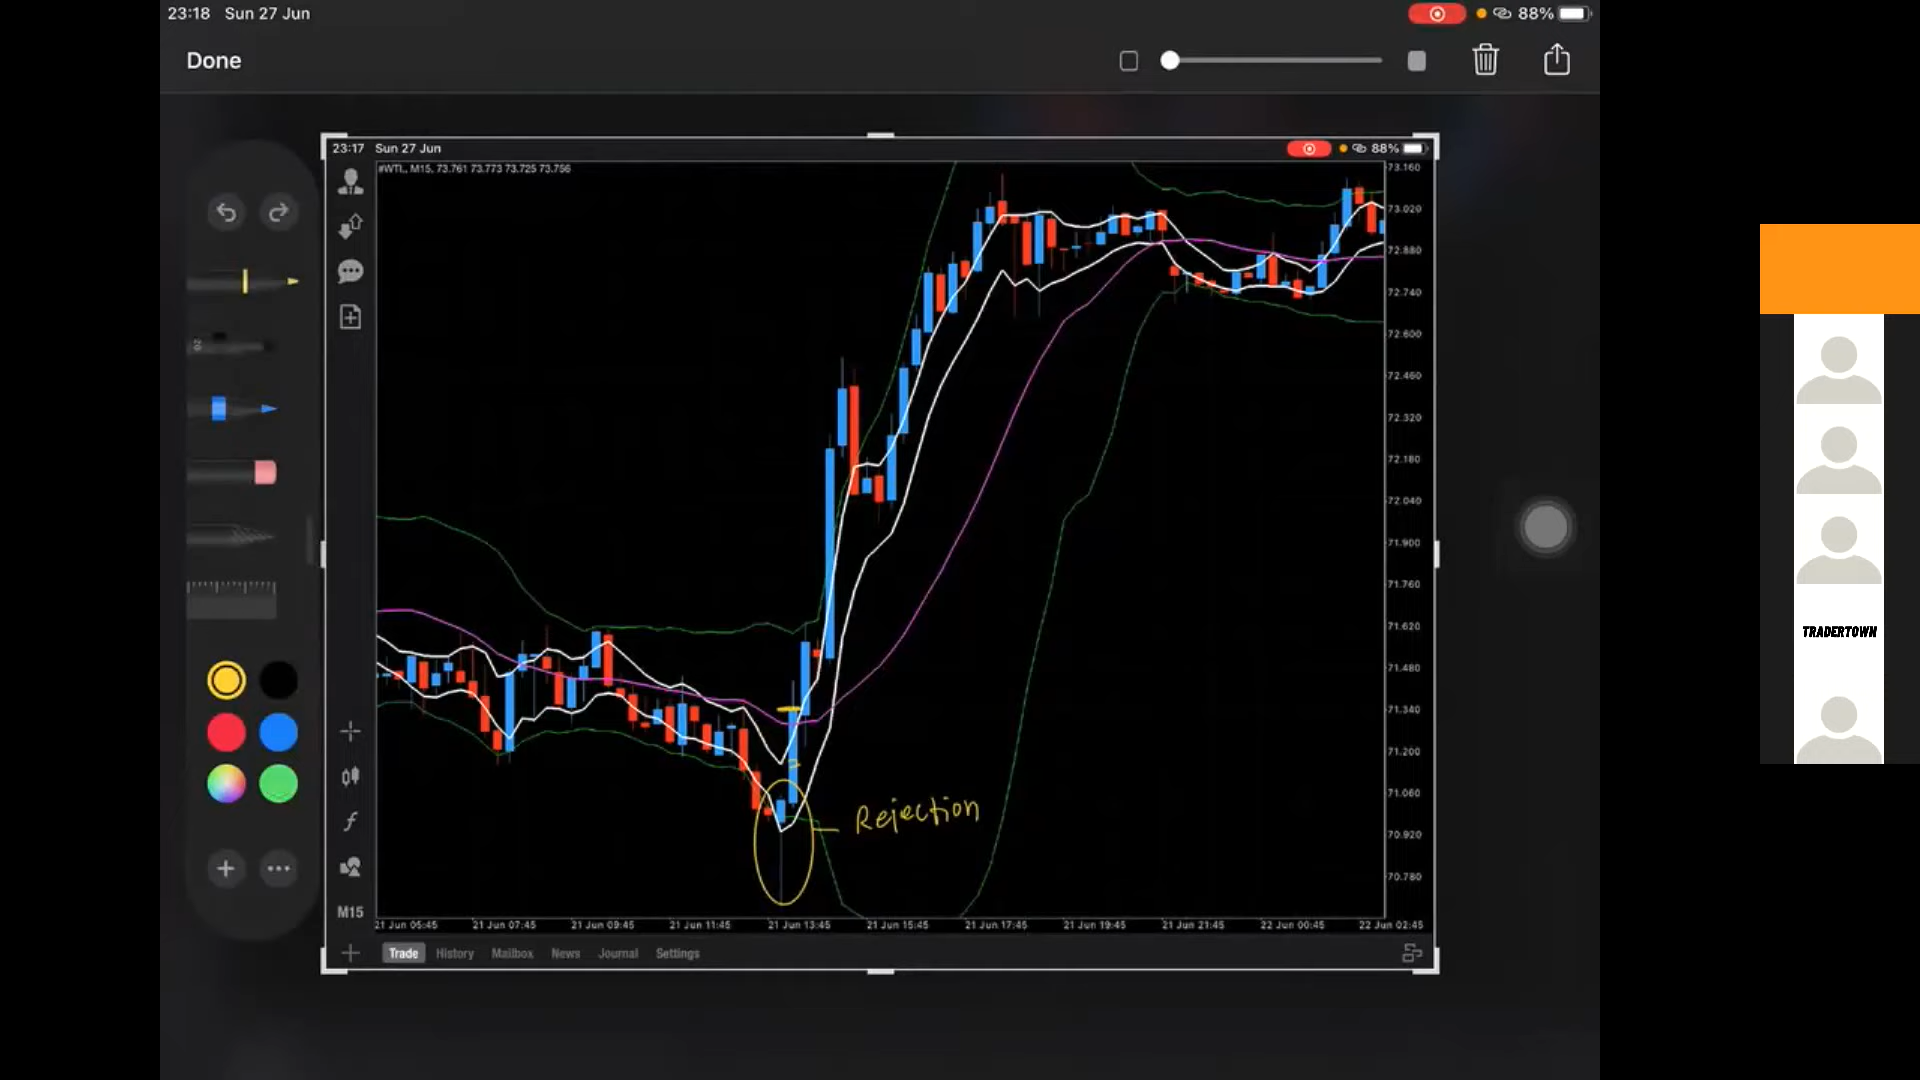 23:18 Sun 27 Jun
88%
Done
23:17 Sun 27 Jun
88%
#WTI., M15, 73.761 73.773 73.725 73.756
73.160
73.020
72.880
72.740
72.600
72.460
72.320
72.180
72.040
71.900
71.760
71.620
71.480
71.340
71.200
71.060
70.920
70.780
Rejection
TRADERTOWN
M15
21 Jun 05:45 21 Jun 07:45 21 Jun 09:45 21 Jun 11:45 21 Jun 13:45 21 Jun 15:45 21 Jun 17:45 21 Jun 19:45 21 Jun 21:45 22 Jun 00:45 22 Jun 02:45
Trade History Mailbox News Journal Settings